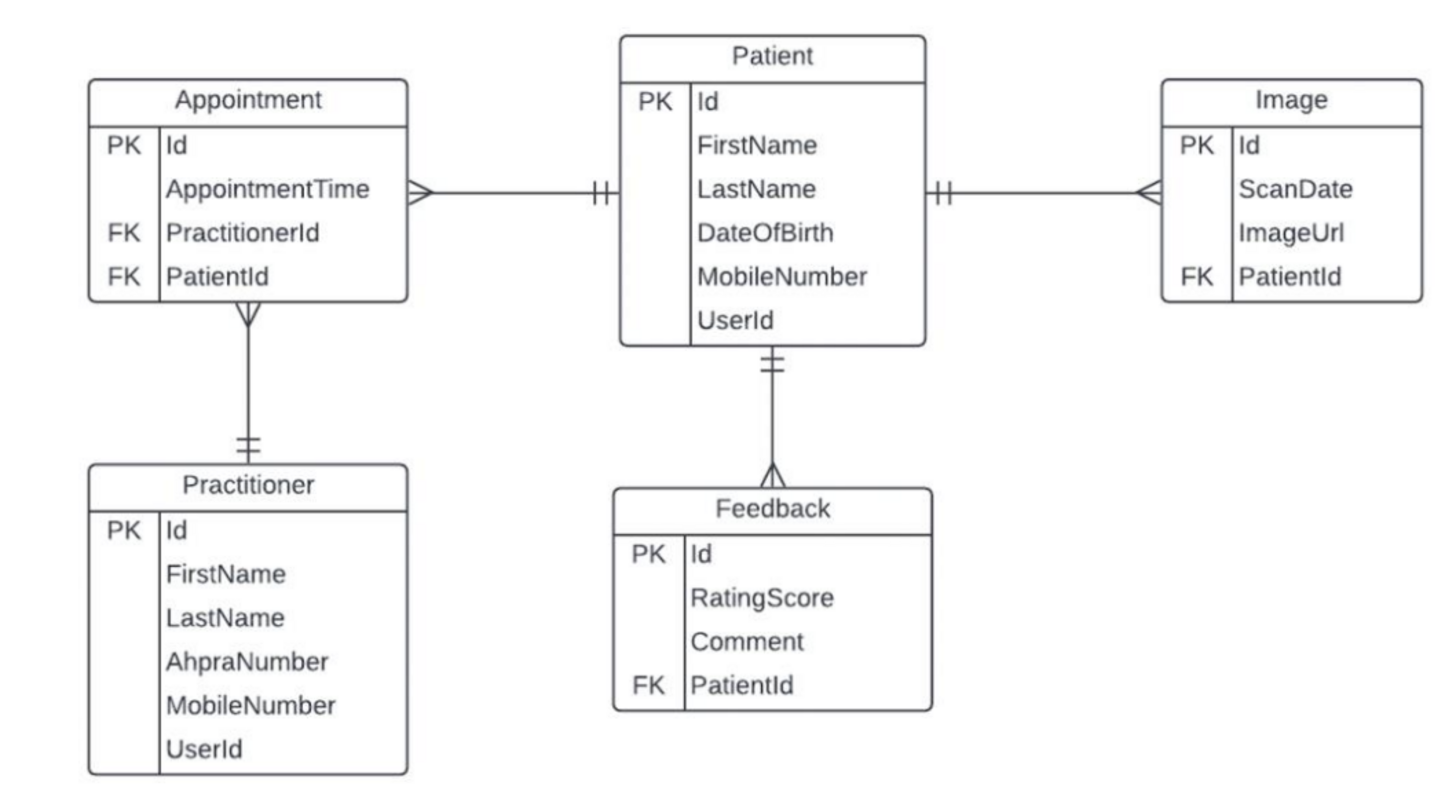 Appointment
PK Id
AppointmentTime
FK PractitionerId
FK PatientId
Patient
PK Id
FirstName
LastName
DateOfBirth
MobileNumber
UserId
Image
PK Id
ScanDate
ImageUrl
FK PatientId
Practitioner
PK Id
FirstName
LastName
AhpraNumber
MobileNumber
UserId
Feedback
PK Id
RatingScore
Comment
FK PatientId